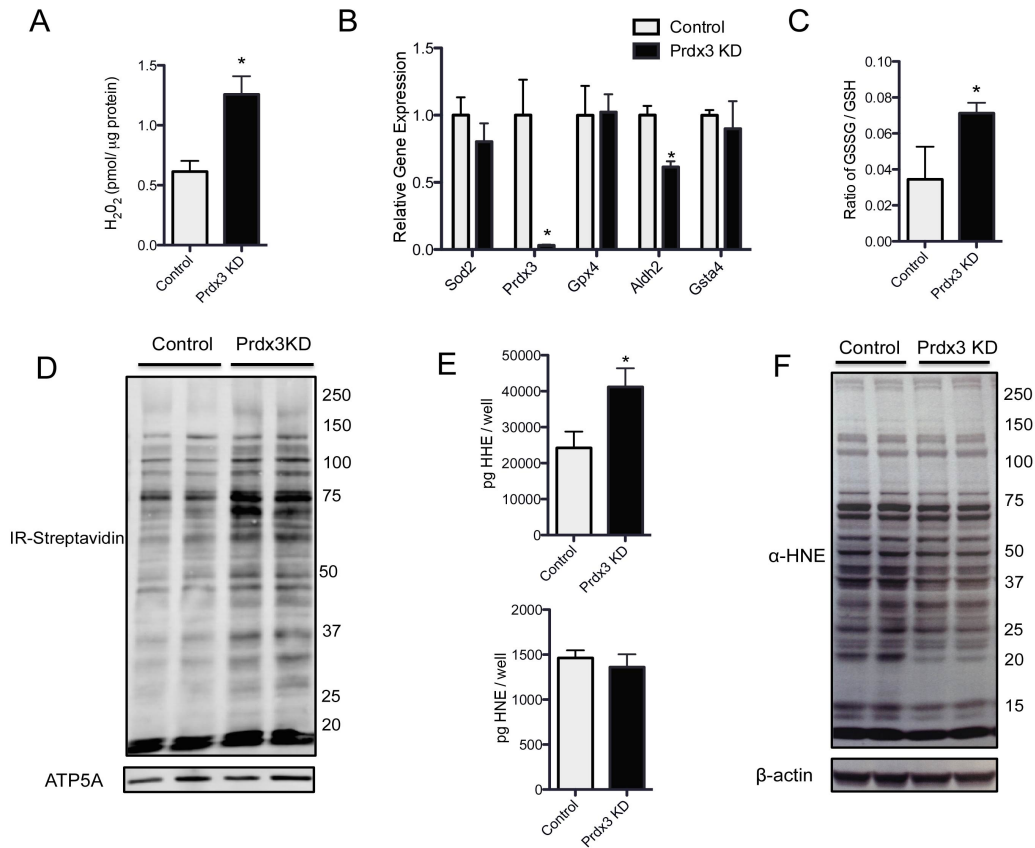 A
H₂0₂ (pmol/ μg protein)
1.5
1.0
0.5
0.0
*
Control
Prdx3 KD
B
Control
Prdx3 KD
Relative Gene Expression
1.5
1.0
0.5
0.0
*
*
Sod2
Prdx3
Gpx4
Aldh2
Gsta4
C
Ratio of GSSG / GSH
0.10
0.08
0.06
0.04
0.02
0.00
*
Control
Prdx3 KD
D
Control
Prdx3KD
IR-Streptavidin
250
150
100
75
50
37
25
20
ATP5A
E
pg HHE / well
50000
40000
30000
20000
10000
0
*
Control
Prdx3 KD
pg HNE / well
2000
1500
1000
500
0
Control
Prdx3 KD
F
Control
Prdx3 KD
α-HNE
250
150
100
75
50
37
25
20
15
β-actin